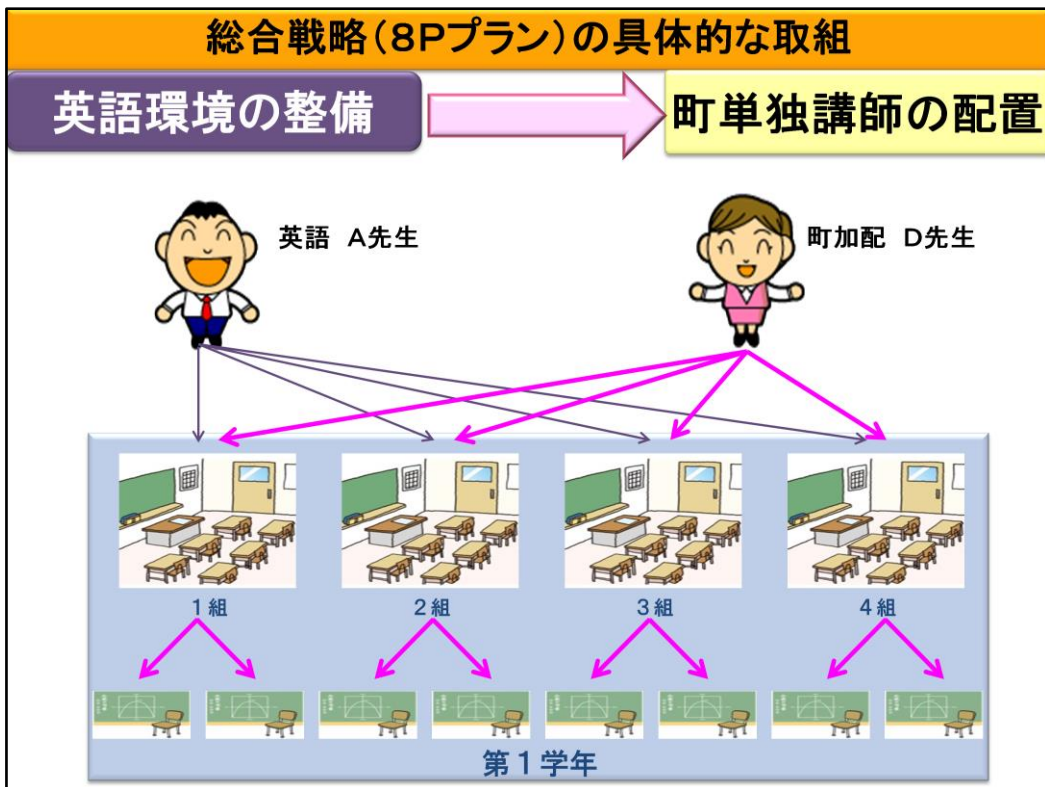 総合戦略(8Pプラン)の具体的な取組
英語環境の整備
町単独講師の配置
英語 A先生
町加配 D先生
1組
2組
3組
4組
第1学年